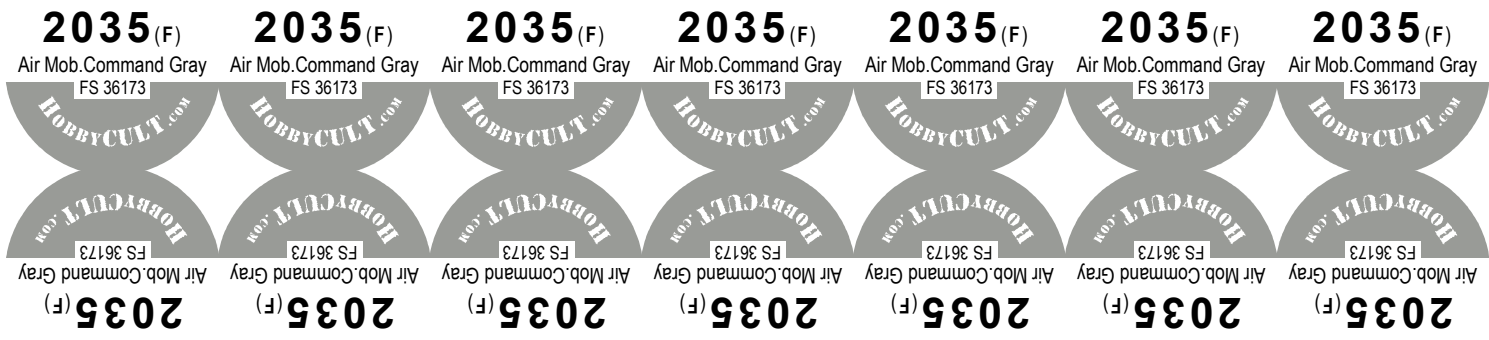 2035(F) 2035(F) 2035(F) 2035(F) 2035(F) 2035(F) 2035(F)
Air Mob.Command Gray Air Mob.Command Gray Air Mob.Command Gray Air Mob.Command Gray Air Mob.Command Gray Air Mob.Command Gray Air Mob.Command Gray
FS 36173 FS 36173 FS 36173 FS 36173 FS 36173 FS 36173 FS 36173
HOBBYCULT.COM HOBBYCULT.COM HOBBYCULT.COM HOBBYCULT.COM HOBBYCULT.COM HOBBYCULT.COM HOBBYCULT.COM
HOBBYCULT.COM HOBBYCULT.COM HOBBYCULT.COM HOBBYCULT.COM HOBBYCULT.COM HOBBYCULT.COM HOBBYCULT.COM
FS 36173 FS 36173 FS 36173 FS 36173 FS 36173 FS 36173 FS 36173
Air Mob.Command Gray Air Mob.Command Gray Air Mob.Command Gray Air Mob.Command Gray Air Mob.Command Gray Air Mob.Command Gray Air Mob.Command Gray
2035(F) 2035(F) 2035(F) 2035(F) 2035(F) 2035(F) 2035(F)